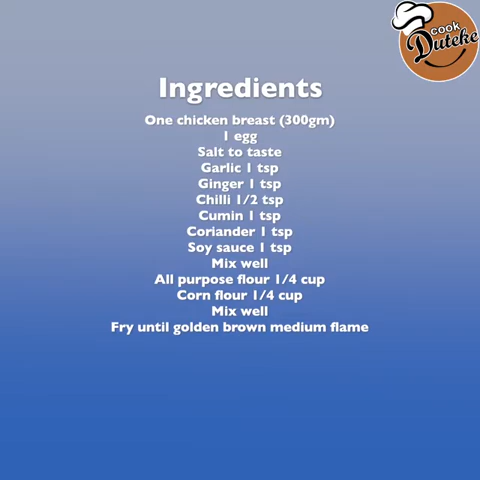 cook
Duteke
Ingredients
One chicken breast (300gm)
1 egg
Salt to taste
Garlic 1 tsp
Ginger 1 tsp
Chilli 1/2 tsp
Cumin 1 tsp
Coriander 1 tsp
Soy sauce 1 tsp
Mix well
All purpose flour 1/4 cup
Corn flour 1/4 cup
Mix well
Fry until golden brown medium flame